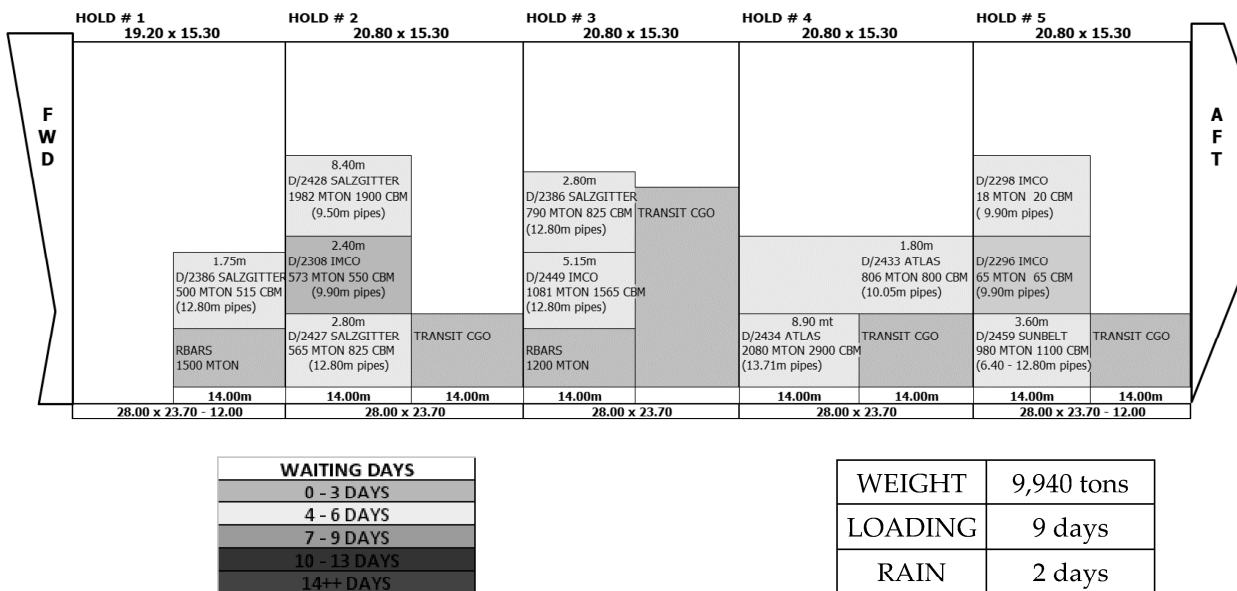 HOLD # 1
19.20 x 15.30
HOLD # 2
20.80 x 15.30
HOLD # 3
20.80 x 15.30
HOLD # 4
20.80 x 15.30
HOLD # 5
20.80 x 15.30
F
W
D
1.75m
D/2386 SALZGITTER
500 MTON 515 CBM
(12.80m pipes)
RBARS
1500 MTON
14.00m
28.00 x 23.70 - 12.00
8.40m
D/2428 SALZGITTER
1982 MTON 1900 CBM
(9.50m pipes)
2.40m
D/2308 IMCO
573 MTON 550 CBM
(9.90m pipes)
2.80m
D/2427 SALZGITTER
565 MTON 825 CBM
(12.80m pipes)
TRANSIT CGO
14.00m
14.00m
28.00 x 23.70
2.80m
D/2386 SALZGITTER
790 MTON 825 CBM
(12.80m pipes)
TRANSIT CGO
5.15m
D/2449 IMCO
1081 MTON 1565 CBM
(12.80m pipes)
RBARS
1200 MTON
14.00m
28.00 x 23.70
1.80m
D/2433 ATLAS
806 MTON 800 CBM
(10.05m pipes)
8.90 mt
D/2434 ATLAS
2080 MTON 2900 CBM
(13.71m pipes)
TRANSIT CGO
14.00m
14.00m
28.00 x 23.70
D/2298 IMCO
18 MTON 20 CBM
( 9.90m pipes)
D/2296 IMCO
65 MTON 65 CBM
(9.90m pipes)
3.60m
D/2459 SUNBELT
980 MTON 1100 CBM
(6.40 - 12.80m pipes)
TRANSIT CGO
14.00m
14.00m
28.00 x 23.70 - 12.00
A
F
T
WAITING DAYS
0 - 3 DAYS
4 - 6 DAYS
7 - 9 DAYS
10 - 13 DAYS
14++ DAYS
WEIGHT 9,940 tons
LOADING 9 days
RAIN 2 days